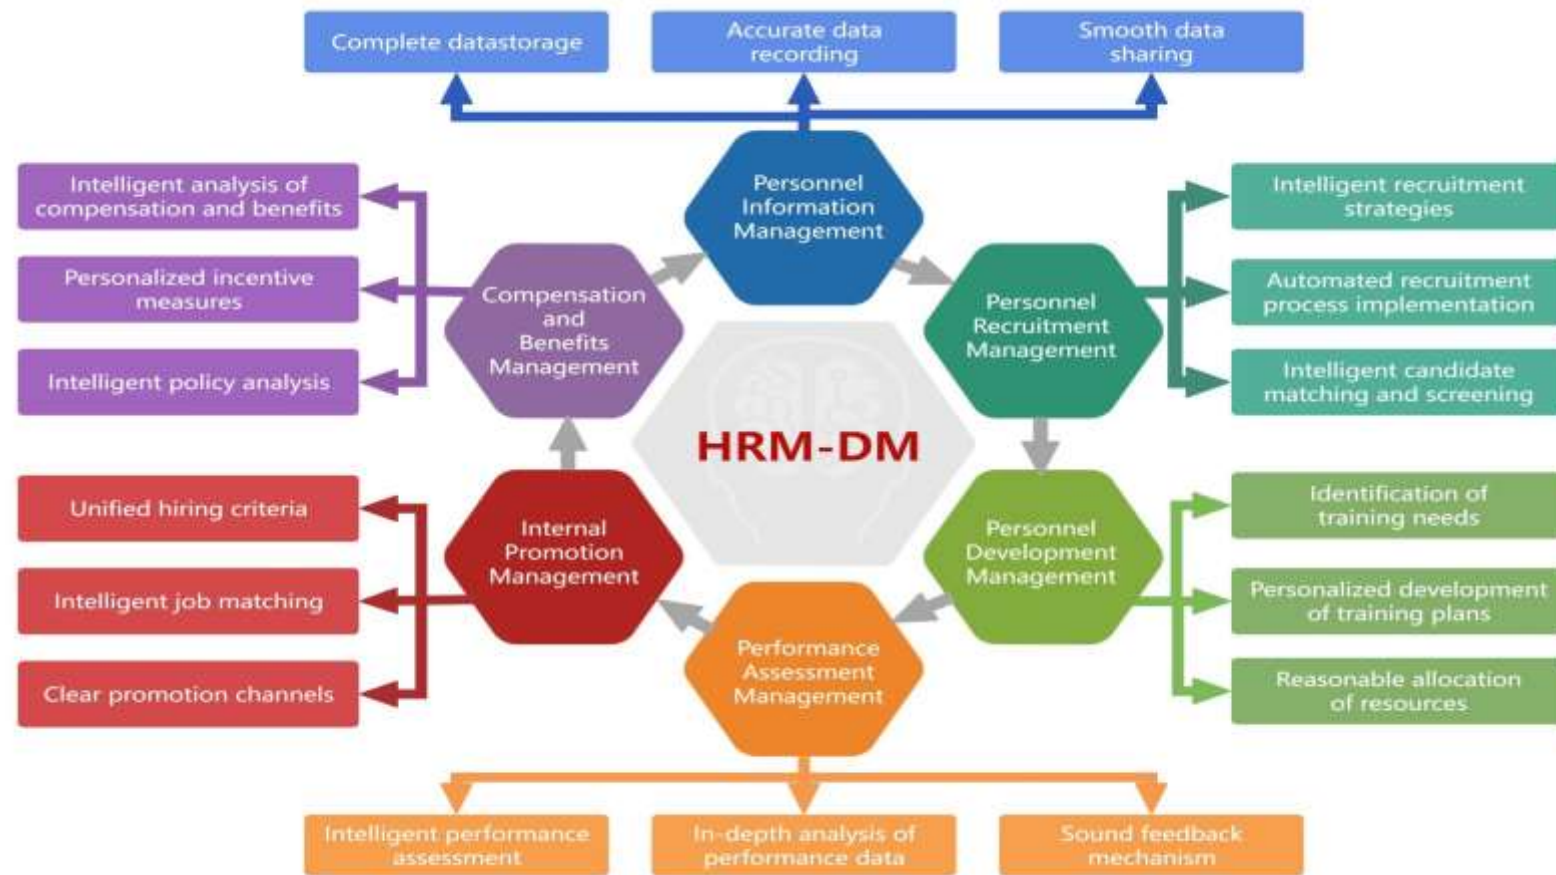 Complete datastorage
Accurate data
recording
Smooth data
sharing
Personnel
Information
Management
Intelligent analysis of
compensation and benefits
Personalized incentive
measures
Intelligent policy analysis
Compensation
and
Benefits
Management
Personnel
Recruitment
Management
Intelligent recruitment
strategies
Automated recruitment
process implementation
Intelligent candidate
matching and screening
HRM-DM
Unified hiring criteria
Intelligent job matching
Clear promotion channels
Internal
Promotion
Management
Personnel
Development
Management
Identification of
training needs
Personalized development
of training plans
Reasonable allocation
of resources
Performance
Assessment
Management
Intelligent performance
assessment
In-depth analysis of
performance data
Sound feedback
mechanism